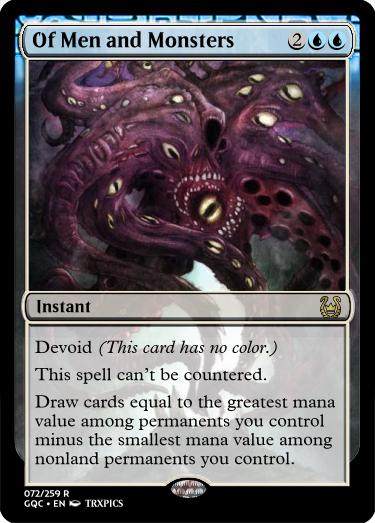 Of Men and Monsters 2
Instant
Devoid (This card has no color.)
This spell can't be countered.
Draw cards equal to the greatest mana
value among permanents you control
minus the smallest mana value among
nonland permanents you control.
072/259 R
GQC • EN TRXPICS